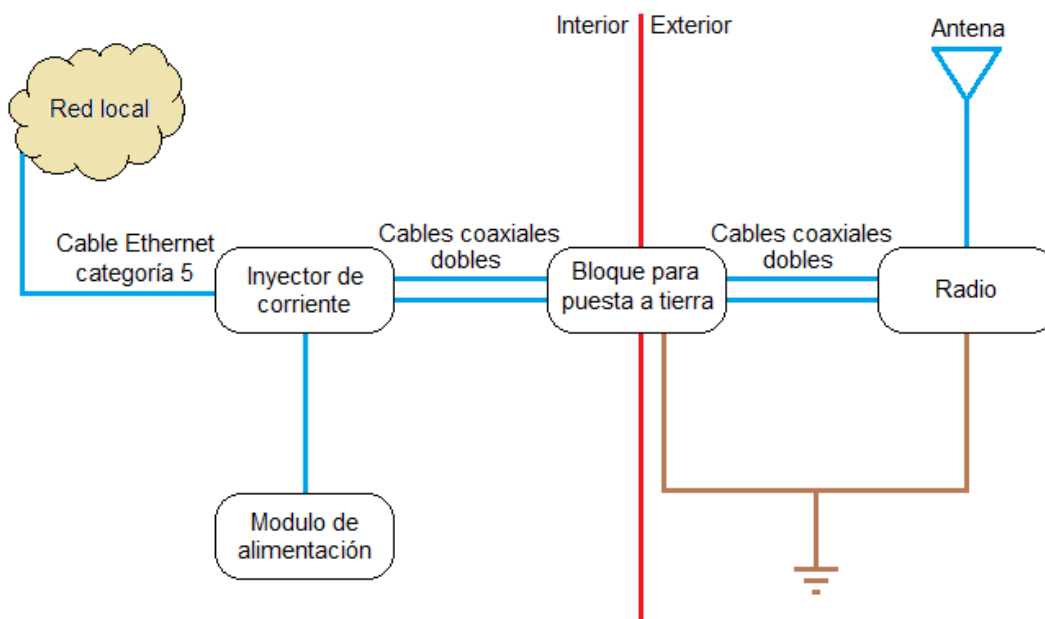 Interior
Exterior
Antena
Red local
Cable Ethernet
categoría 5
Inyector de
corriente
Cables coaxiales
dobles
Bloque para
puesta a tierra
Cables coaxiales
dobles
Radio
Modulo de
alimentación